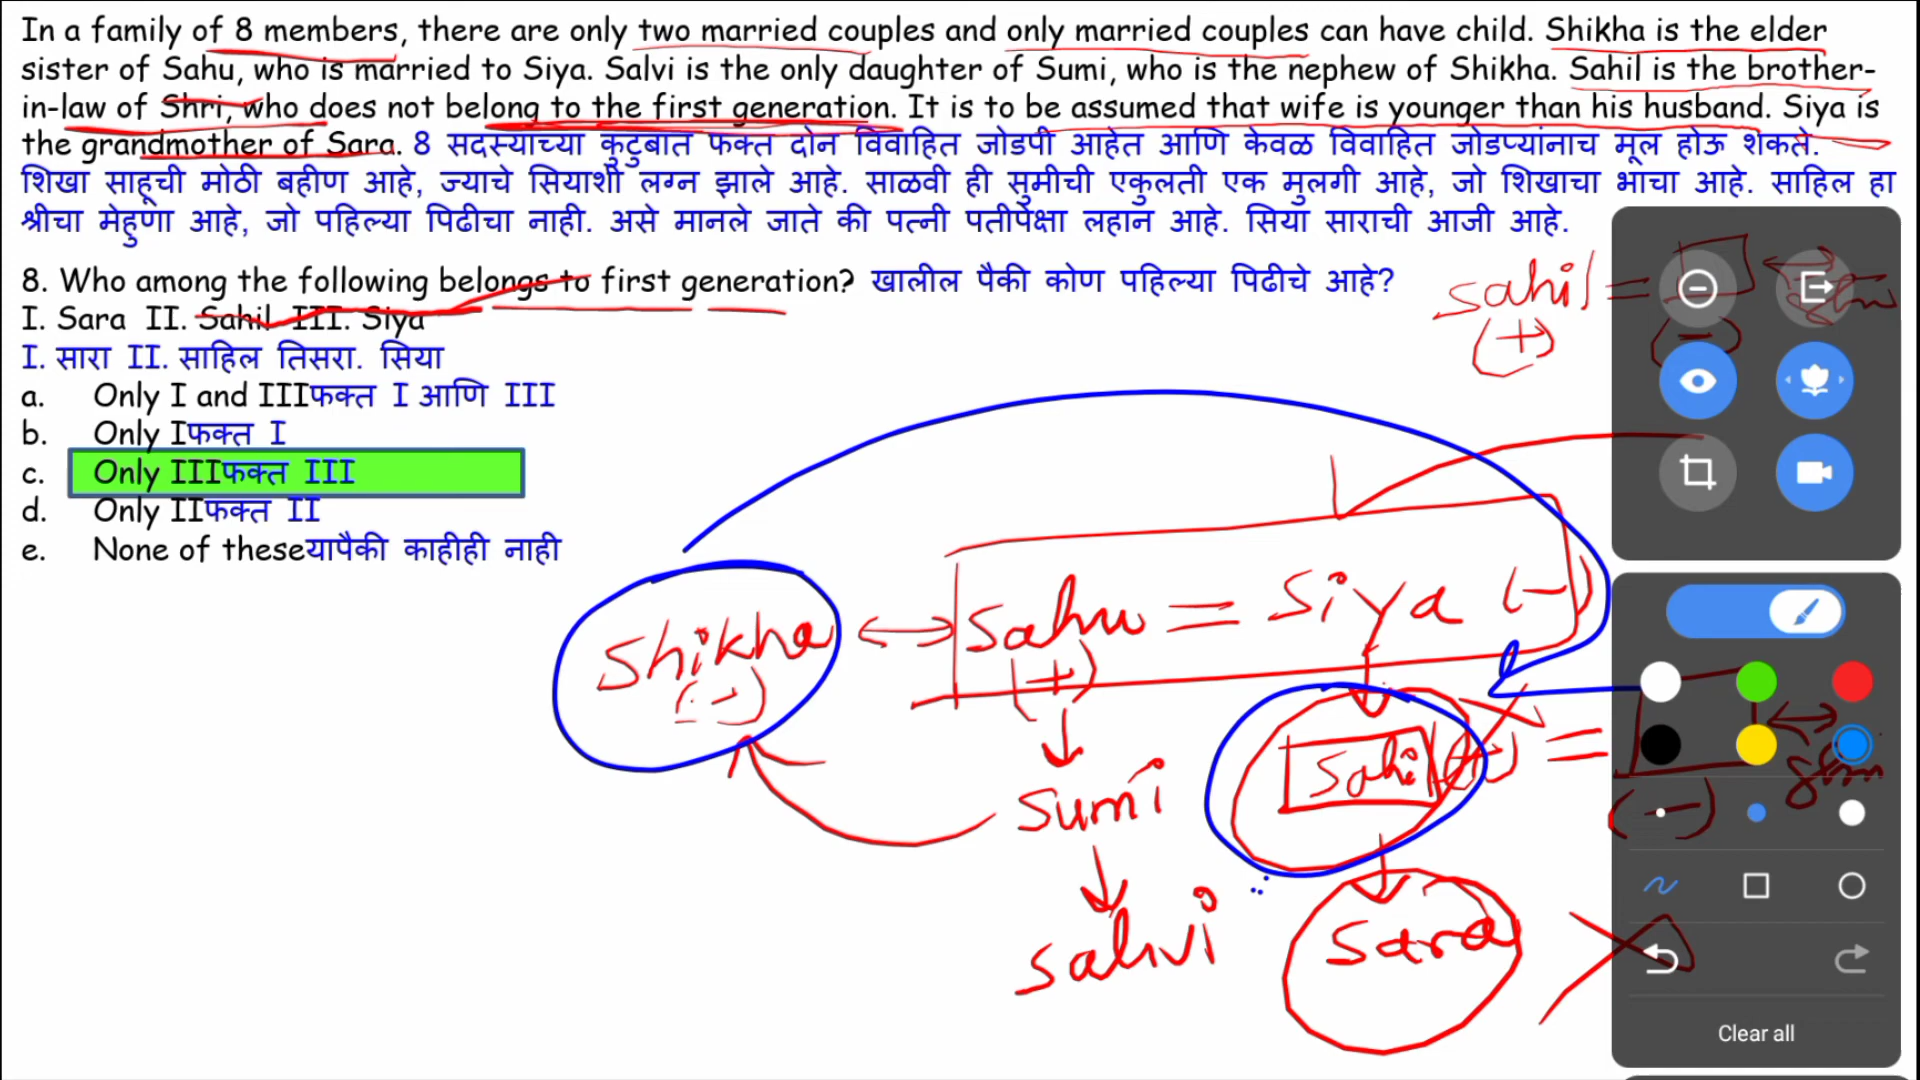 In a family of 8 members, there are only two married couples and only married couples can have child. Shikha is the elder
sister of Sahu, who is married to Siya. Salvi is the only daughter of Sumi, who is the nephew of Shikha. Sahil is the brother-
in-law of Shri, who does not belong to the first generation. It is to be assumed that wife is younger than his husband. Siya is
the grandmother of Sara. 8 सदस्यांच्या कुटुंबात फक्त दोन विवाहित जोडपी आहेत आणि केवळ विवाहित जोडप्यांनाच मूल होऊ शकते.
शिखा साहूची मोठी बहीण आहे, ज्याचे सियाशी लग्न झाले आहे. साळवी ही सुमीची एकुलती एक मुलगी आहे, जो शिखाचा भाचा आहे. साहिल हा
श्रीचा मेहुणा आहे, जो पहिल्या पिढीचा नाही. असे मानले जाते की पत्नी पतीपेक्षा लहान आहे. सिया साराची आजी आहे.
8. Who among the following belongs to first generation? खालील पैकी कोण पहिल्या पिढीचे आहे?
I. Sara II. Sahil III. Siya
I. सारा II. साहिल तिसरा. सिया
a. Only I and IIIफक्त I आणि III
b. Only Iफक्त I
c. Only IIIफक्त III
d. Only IIफक्त II
e. None of theseयापैकी काहीही नाही
sahil =
(+) (-)
Shikha ↔ Sahu = Siya (-)
(-) (+)
Sahil (+) =
Sumi
(-)
Salvi
Sara
Clear all